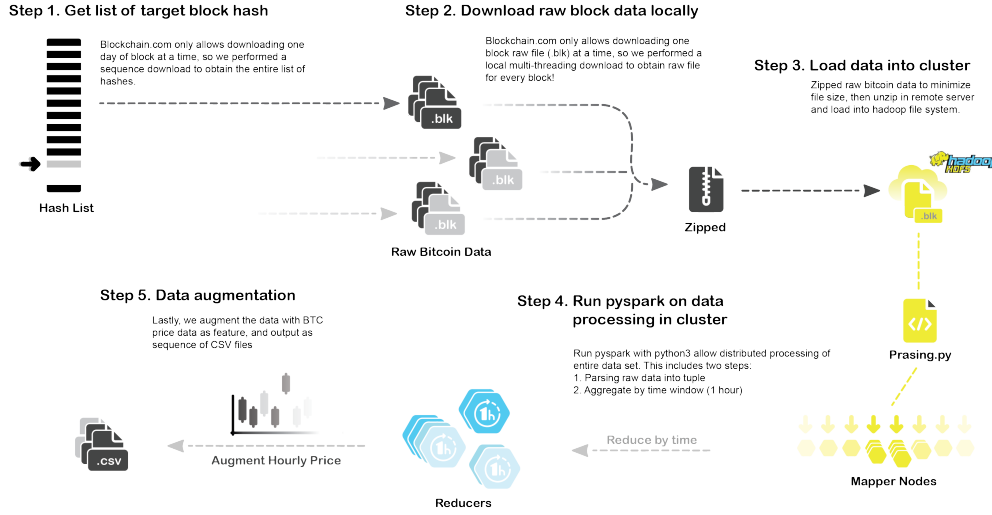 Step 1. Get list of target block hash
Blockchain.com only allows downloading one
day of block at a time, so we performed a
sequence download to obtain the entire list of
hashes.
Hash List
Step 2. Download raw block data locally
Blockchain.com only allows downloading one
block raw file (.blk) at a time, so we performed a
local multi-threading download to obtain raw file
for every block!
.blk
.blk
.blk
Raw Bitcoin Data
Zipped
Step 3. Load data into cluster
Zipped raw bitcoin data to minimize
file size, then unzip in remote server
and load into hadoop file system.
hadoop
HDFS
.blk
Prasing.py
Step 4. Run pyspark on data
processing in cluster
Run pyspark with python3 allow distributed processing of
entire data set. This includes two steps:
1. Parsing raw data into tuple
2. Aggregate by time window (1 hour)
Mapper Nodes
Reduce by time
1h
1h
1h
Reducers
Step 5. Data augmentation
Lastly, we augment the data with BTC
price data as feature, and output as
sequence of CSV files
Augment Hourly Price
.csv